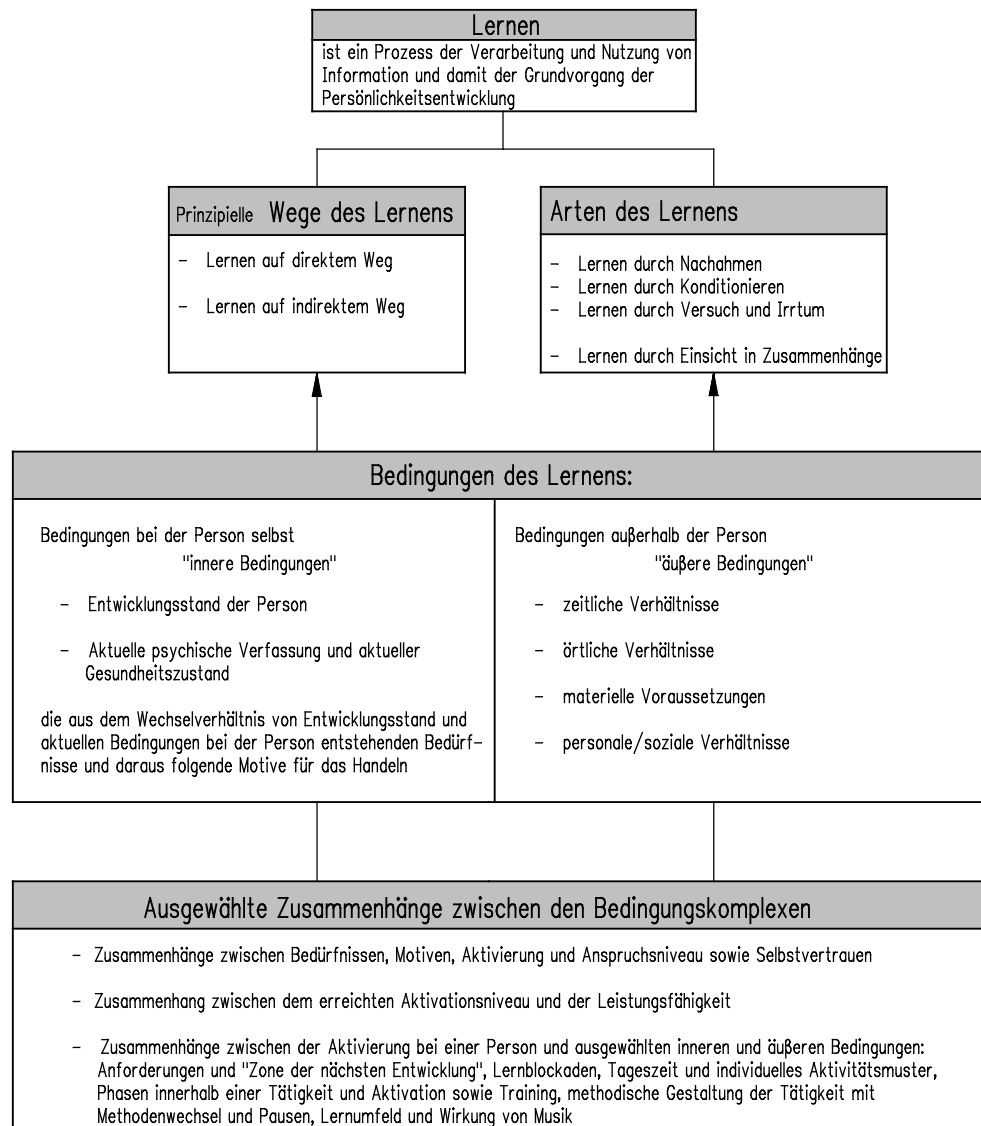 Lernen
ist ein Prozess der Verarbeitung und Nutzung von
Information und damit der Grundvorgang der
Persönlichkeitsentwicklung
Prinzipielle Wege des Lernens
- Lernen auf direktem Weg
- Lernen auf indirektem Weg
Arten des Lernens
- Lernen durch Nachahmen
- Lernen durch Konditionieren
- Lernen durch Versuch und Irrtum
- Lernen durch Einsicht in Zusammenhänge
Bedingungen des Lernens:
Bedingungen bei der Person selbst
"innere Bedingungen"
- Entwicklungsstand der Person
- Aktuelle psychische Verfassung und aktueller
Gesundheitszustand
die aus dem Wechselverhältnis von Entwicklungsstand und
aktuellen Bedingungen bei der Person entstehenden Bedürf-
nisse und daraus folgende Motive für das Handeln
Bedingungen außerhalb der Person
"äußere Bedingungen"
- zeitliche Verhältnisse
- örtliche Verhältnisse
- materielle Voraussetzungen
- personale/soziale Verhältnisse
Ausgewählte Zusammenhänge zwischen den Bedingungskomplexen
- Zusammenhänge zwischen Bedürfnissen, Motiven, Aktivierung und Anspruchsniveau sowie Selbstvertrauen
- Zusammenhang zwischen dem erreichten Aktivationsniveau und der Leistungsfähigkeit
- Zusammenhänge zwischen der Aktivierung bei einer Person und ausgewählten inneren und äußeren Bedingungen:
Anforderungen und "Zone der nächsten Entwicklung", Lernblockaden, Tageszeit und individuelles Aktivitätsmuster,
Phasen innerhalb einer Tätigkeit und Aktivation sowie Training, methodische Gestaltung der Tätigkeit mit
Methodenwechsel und Pausen, Lernumfeld und Wirkung von Musik